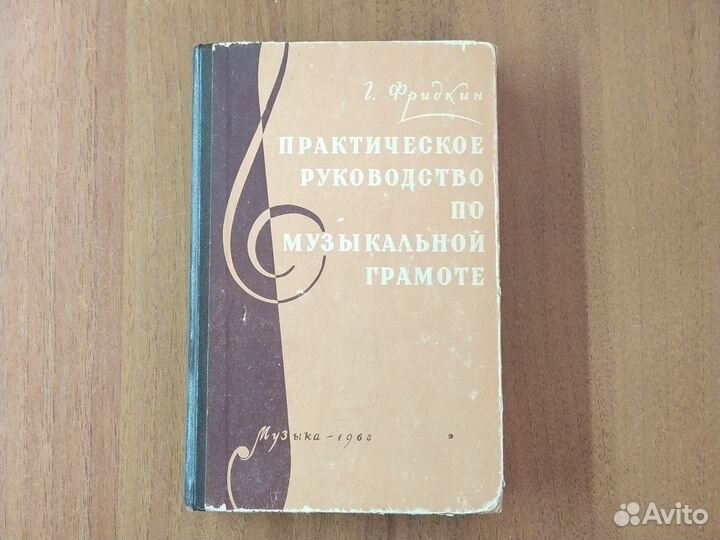 Г. Фридкин
ПРАКТИЧЕСКОЕ
РУКОВОДСТВО
ПО
МУЗЫКАЛЬНОЙ
ГРАМОТЕ
Музыка – 1968
Avito